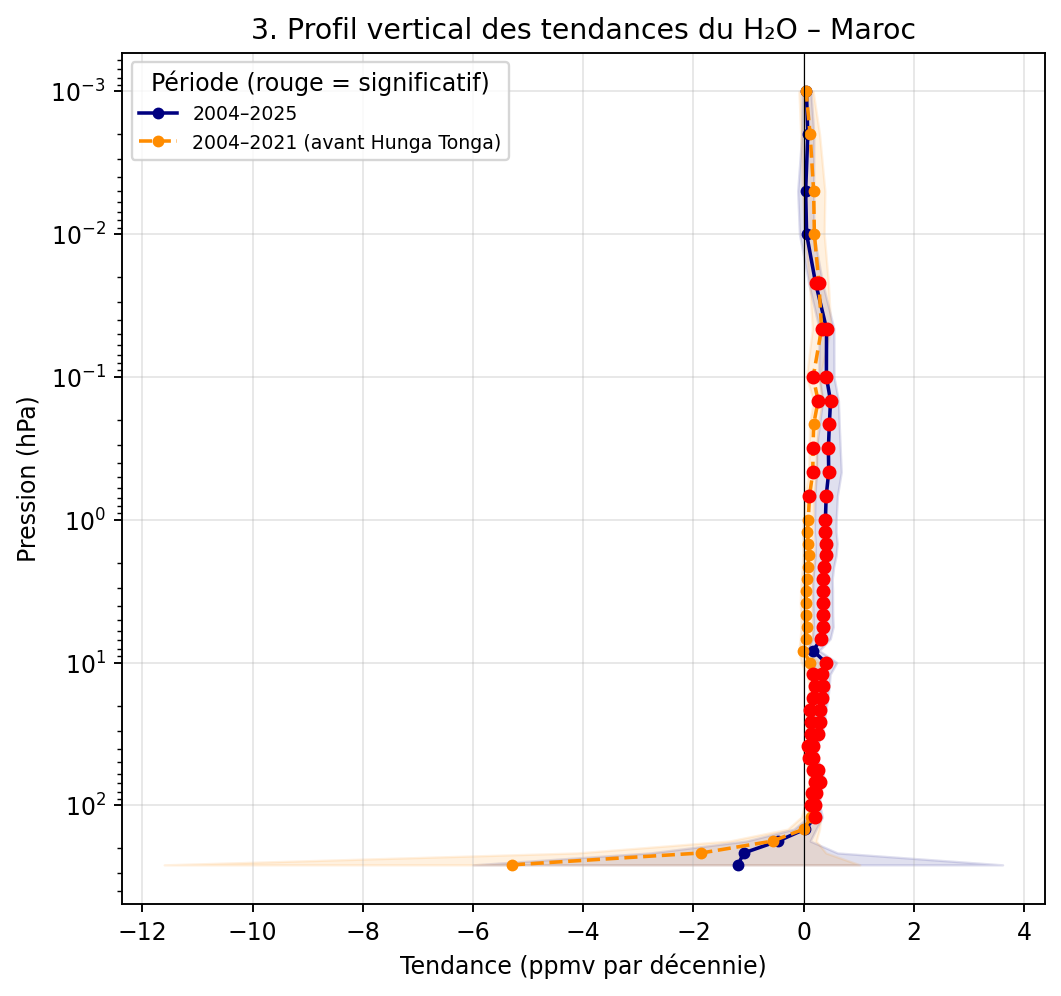 3. Profil vertical des tendances du H₂O – Maroc
Période (rouge = significatif)
2004–2025
2004–2021 (avant Hunga Tonga)
Pression (hPa)
10⁻³
10⁻²
10⁻¹
10⁰
10¹
10²
−12 −10 −8 −6 −4 −2 0 2 4
Tendance (ppmv par décennie)